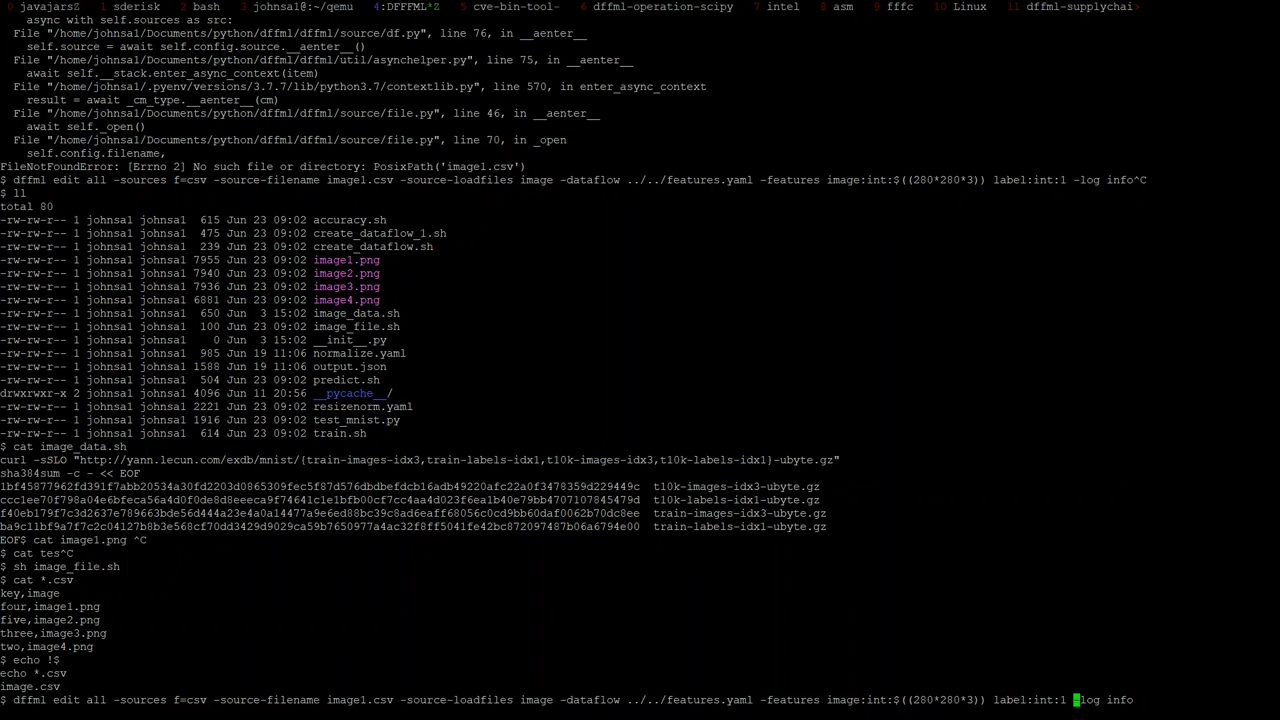 0 javajarsZ  1 sderisk  2 bash  3 johnsa1@:~/qemu  4:DFFFML*Z  5 cve-bin-tool-  6 dffml-operation-scipy  7 intel  8 asm  9 fffc  10 Linux  11 dffml-supplychai>
async with self.sources as src:
File "/home/johnsa1/Documents/python/dffml/dffml/source/df.py", line 76, in __aenter__
self.source = await self.config.source.__aenter__()
File "/home/johnsa1/Documents/python/dffml/dffml/util/asynchelper.py", line 75, in __aenter__
await self.__stack.enter_async_context(item)
File "/home/johnsa1/.pyenv/versions/3.7.7/lib/python3.7/contextlib.py", line 570, in enter_async_context
result = await _cm_type.__aenter__(cm)
File "/home/johnsa1/Documents/python/dffml/dffml/source/file.py", line 46, in __aenter__
await self._open()
File "/home/johnsa1/Documents/python/dffml/dffml/source/file.py", line 70, in _open
self.config.filename,
FileNotFoundError: [Errno 2] No such file or directory: PosixPath('image1.csv')
$ dffml edit all -sources f=csv -source-filename image1.csv -source-loadfiles image -dataflow ../../features.yaml -features image:int:$((280*280*3)) label:int:1 -log info^C
$ ll
total 80
-rw-rw-r-- 1 johnsa1 johnsa1  615 Jun 23 09:02 accuracy.sh
-rw-rw-r-- 1 johnsa1 johnsa1  475 Jun 23 09:02 create_dataflow_1.sh
-rw-rw-r-- 1 johnsa1 johnsa1  239 Jun 23 09:02 create_dataflow.sh
-rw-rw-r-- 1 johnsa1 johnsa1 7955 Jun 23 09:02 image1.png
-rw-rw-r-- 1 johnsa1 johnsa1 7940 Jun 23 09:02 image2.png
-rw-rw-r-- 1 johnsa1 johnsa1 7936 Jun 23 09:02 image3.png
-rw-rw-r-- 1 johnsa1 johnsa1 6881 Jun 23 09:02 image4.png
-rw-rw-r-- 1 johnsa1 johnsa1  650 Jun  3 15:02 image_data.sh
-rw-rw-r-- 1 johnsa1 johnsa1  100 Jun 23 09:02 image_file.sh
-rw-rw-r-- 1 johnsa1 johnsa1    0 Jun  3 15:02 __init__.py
-rw-rw-r-- 1 johnsa1 johnsa1  985 Jun 19 11:06 normalize.yaml
-rw-rw-r-- 1 johnsa1 johnsa1 1588 Jun 19 11:06 output.json
-rw-rw-r-- 1 johnsa1 johnsa1  504 Jun 23 09:02 predict.sh
drwxrwxr-x 2 johnsa1 johnsa1 4096 Jun 11 20:56 __pycache__/
-rw-rw-r-- 1 johnsa1 johnsa1 2221 Jun 23 09:02 resizenorm.yaml
-rw-rw-r-- 1 johnsa1 johnsa1 1916 Jun 23 09:02 test_mnist.py
-rw-rw-r-- 1 johnsa1 johnsa1  614 Jun 23 09:02 train.sh
$ cat image_data.sh
curl -sSLO "http://yann.lecun.com/exdb/mnist/{train-images-idx3,train-labels-idx1,t10k-images-idx3,t10k-labels-idx1}-ubyte.gz"
sha384sum -c - << EOF
1bf45877962fd391f7abb20534a30fd2203d0865309fec5f87d576dbdbefdcb16adb49220afc22a0f3478359d229449c  t10k-images-idx3-ubyte.gz
ccc1ee70f798a04e6bfeca56a4d0f0de8d8eeeca9f74641c1e1bfb00cf7cc4aa4d023f6ea1b40e79bb4707107845479d  t10k-labels-idx1-ubyte.gz
f40eb179f7c3d2637e789663bde56d444a23e4a0a14477a9e6ed88bc39c8ad6eaff68056c0cd9bb60daf0062b70dc8ee  train-images-idx3-ubyte.gz
ba9c11bf9a7f7c2c04127b8b3e568cf70dd3429d9029ca59b7650977a4ac32f8ff5041fe42bc872097487b06a6794e00  train-labels-idx1-ubyte.gz
EOF$ cat image1.png ^C
$ cat tes^C
$ sh image_file.sh
$ cat *.csv
key,image
four,image1.png
five,image2.png
three,image3.png
two,image4.png
$ echo !$
echo *.csv
image.csv
$ dffml edit all -sources f=csv -source-filename image1.csv -source-loadfiles image -dataflow ../../features.yaml -features image:int:$((280*280*3)) label:int:1 -log info